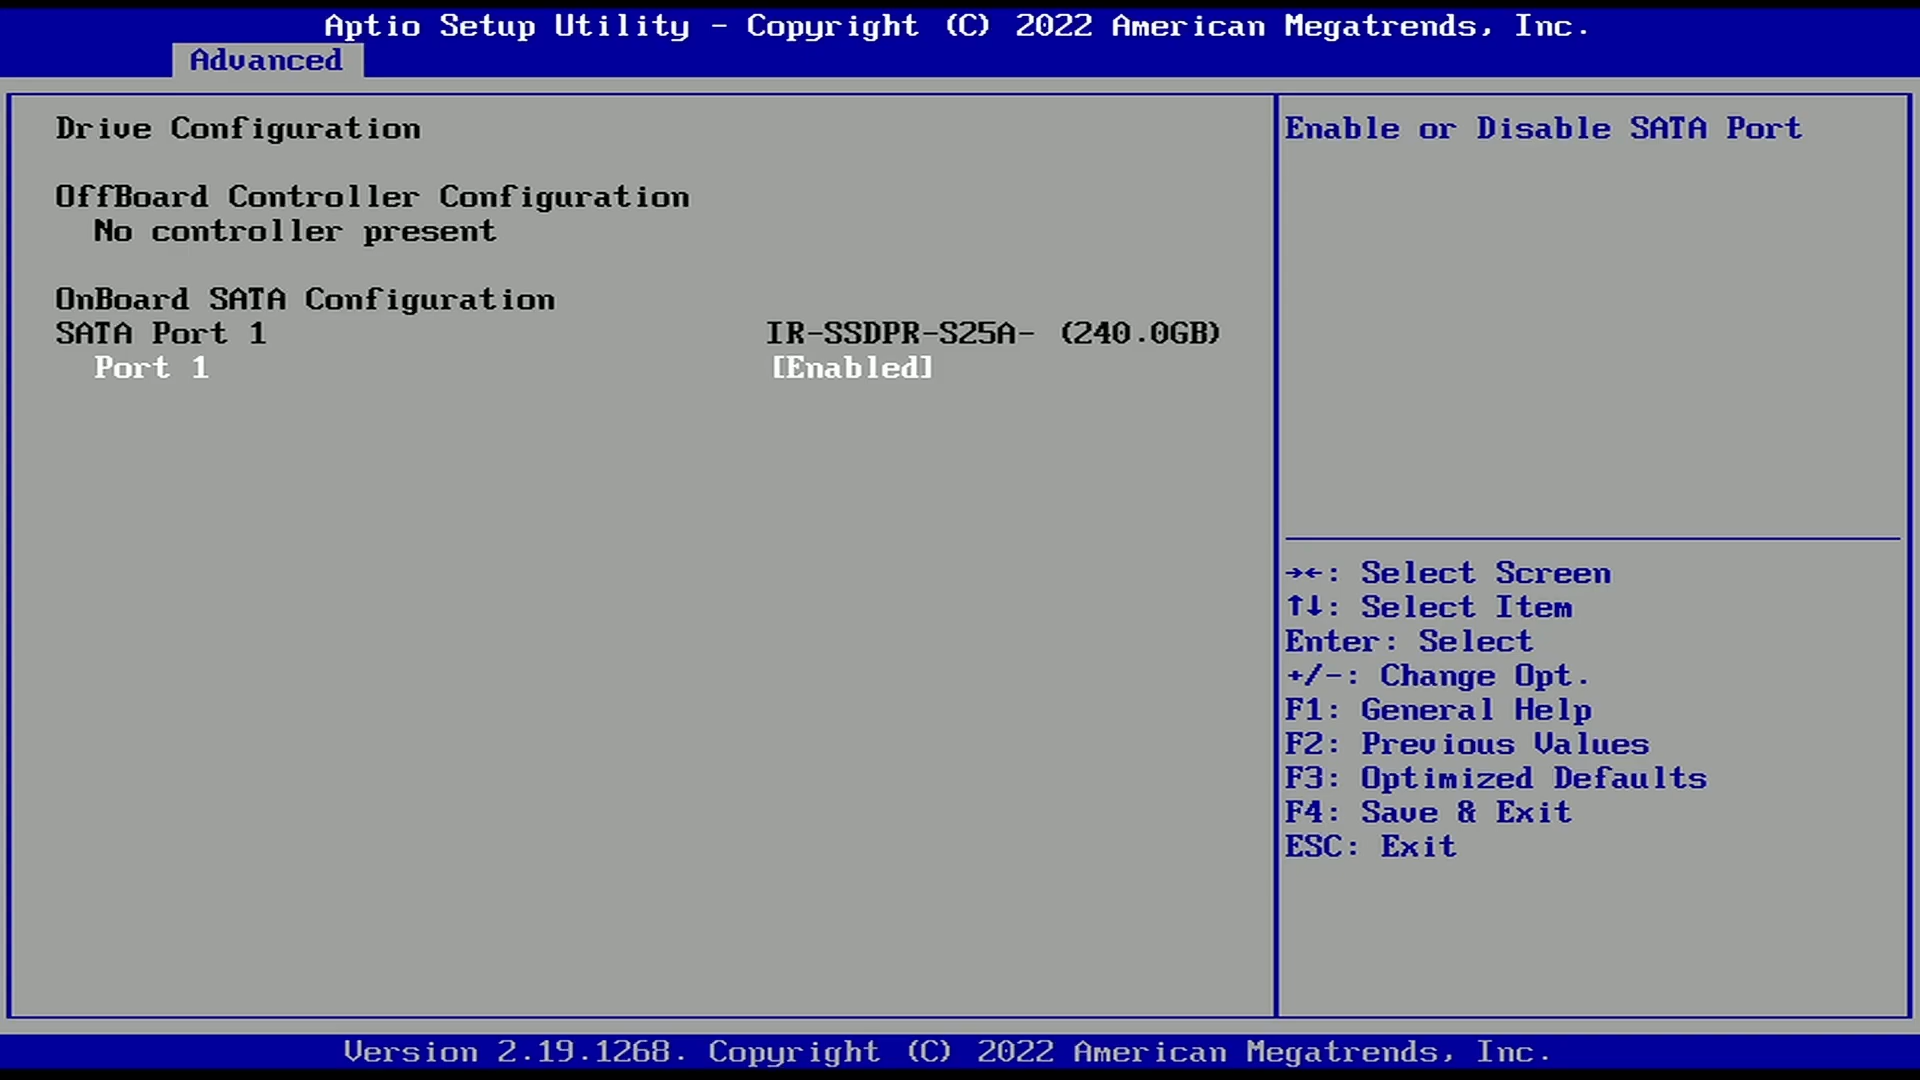 Aptio Setup Utility - Copyright (C) 2022 American Megatrends, Inc.
Advanced
Drive Configuration
OffBoard Controller Configuration
No controller present
OnBoard SATA Configuration
SATA Port 1 IR-SSDPR-S25A- (240.0GB)
Port 1 [Enabled]
Enable or Disable SATA Port
→←: Select Screen
↑↓: Select Item
Enter: Select
+/-: Change Opt.
F1: General Help
F2: Previous Values
F3: Optimized Defaults
F4: Save & Exit
ESC: Exit
Version 2.19.1268. Copyright (C) 2022 American Megatrends, Inc.